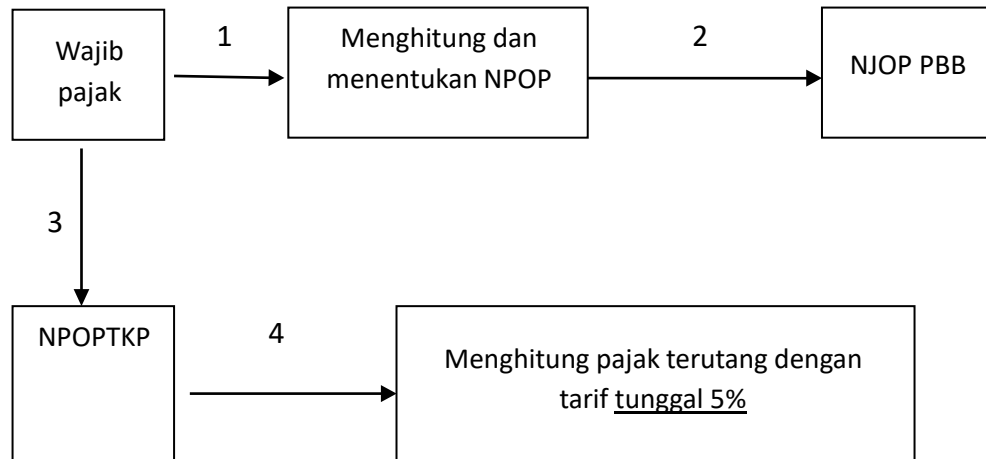 Wajib
pajak
1
Menghitung dan
menentukan NPOP
2
NJOP PBB
3
NPOPTKP
4
Menghitung pajak terutang dengan
tarif tunggal 5%